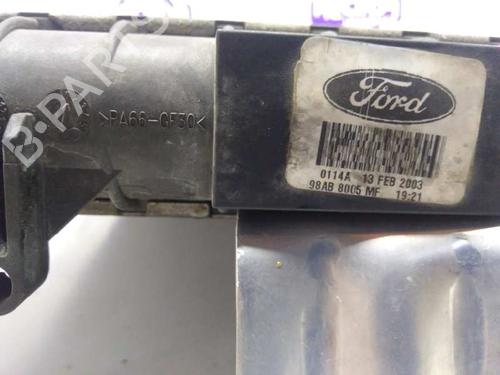 B-PARTS
>PA66-GF30<
Ford
0114A 13 FEB 2003
98AB 8005 MF 19:21